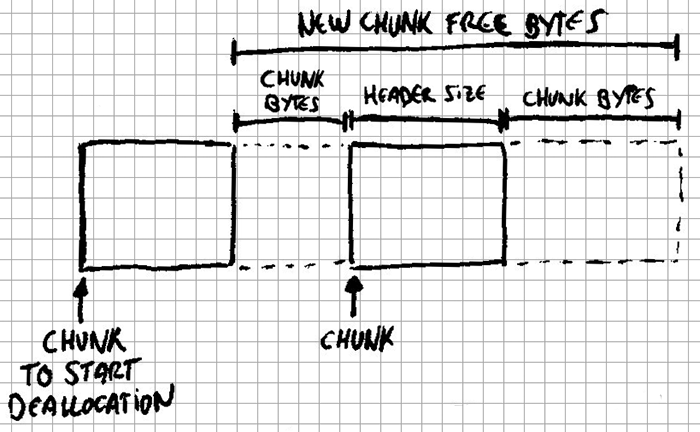 NEW CHUNK FREE BYTES
CHUNK
BYTES
HEADER SIZE
CHUNK BYTES
CHUNK
TO START
DEALLOCATION
CHUNK